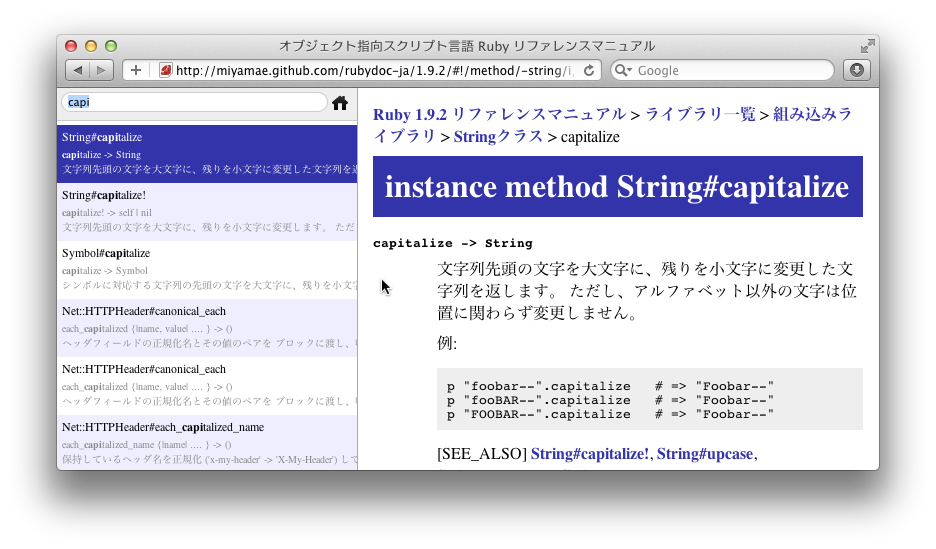 オブジェクト指向スクリプト言語 Ruby リファレンスマニュアル
http://miyamae.github.com/rubydoc-ja/1.9.2/#!/method/-string/i
Google
capi
String#capitalize
capitalize -> String
文字列先頭の文字を大文字に、残りを小文字に変更した文字列を返
String#capitalize!
capitalize! -> self | nil
文字列先頭の文字を大文字に、残りを小文字に変更します。 ただ
Symbol#capitalize
capitalize -> Symbol
シンボルに対応する文字列の先頭の文字を大文字に、残りを小文字
Net::HTTPHeader#canonical_each
each_capitalized {|name, value| .... } -> ()
ヘッダフィールドの正規化名とその値のペアを ブロックに渡し、
Net::HTTPHeader#canonical_each
each_capitalized {|name, value| .... } -> ()
ヘッダフィールドの正規化名とその値のペアを ブロックに渡し、
Net::HTTPHeader#each_capitalized_name
each_capitalized_name {|name| .... } -> ()
保持しているヘッダ名を正規化 ('x-my-header' -> 'X-My-Header') して
Ruby 1.9.2 リファレンスマニュアル > ライブラリ一覧 > 組み込みラ
イブラリ > Stringクラス > capitalize
instance method String#capitalize
capitalize -> String
文字列先頭の文字を大文字に、残りを小文字に変更した文
字列を返します。 ただし、アルファベット以外の文字は位
置に関わらず変更しません。
例:
p "foobar--".capitalize   # => "Foobar--"
p "fooBAR--".capitalize   # => "Foobar--"
p "FOOBAR--".capitalize   # => "Foobar--"
[SEE_ALSO] String#capitalize!, String#upcase,